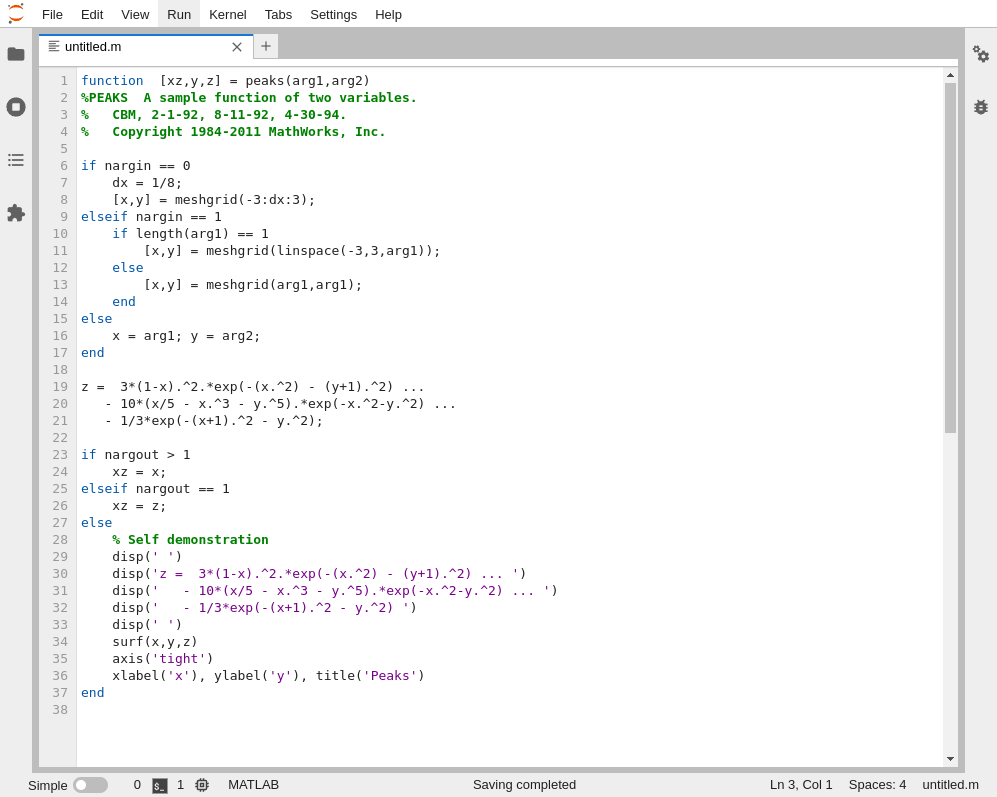 File Edit View Run Kernel Tabs Settings Help
untitled.m
1 function  [xz,y,z] = peaks(arg1,arg2)
2 %PEAKS  A sample function of two variables.
3 %   CBM, 2-1-92, 8-11-92, 4-30-94.
4 %   Copyright 1984-2011 MathWorks, Inc.
5
6 if nargin == 0
7     dx = 1/8;
8     [x,y] = meshgrid(-3:dx:3);
9 elseif nargin == 1
10     if length(arg1) == 1
11         [x,y] = meshgrid(linspace(-3,3,arg1));
12     else
13         [x,y] = meshgrid(arg1,arg1);
14     end
15 else
16     x = arg1; y = arg2;
17 end
18
19 z =  3*(1-x).^2.*exp(-(x.^2) - (y+1).^2) ...
20    - 10*(x/5 - x.^3 - y.^5).*exp(-x.^2-y.^2) ...
21    - 1/3*exp(-(x+1).^2 - y.^2);
22
23 if nargout > 1
24     xz = x;
25 elseif nargout == 1
26     xz = z;
27 else
28     % Self demonstration
29     disp(' ')
30     disp('z =  3*(1-x).^2.*exp(-(x.^2) - (y+1).^2) ... ')
31     disp('   - 10*(x/5 - x.^3 - y.^5).*exp(-x.^2-y.^2) ... ')
32     disp('   - 1/3*exp(-(x+1).^2 - y.^2) ')
33     disp(' ')
34     surf(x,y,z)
35     axis('tight')
36     xlabel('x'), ylabel('y'), title('Peaks')
37 end
38
Simple 0 $_ 1 MATLAB Saving completed Ln 3, Col 1 Spaces: 4 untitled.m